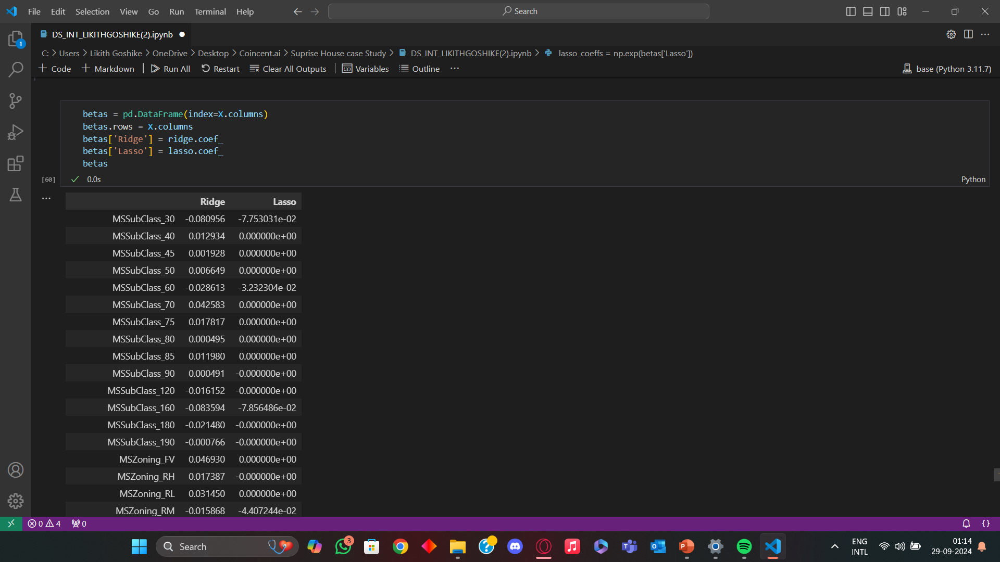 File Edit Selection View Go Run Terminal Help Search
DS_INT_LIKITHGOSHIKE(2).ipynb
1
C: > Users > Likith Goshike > OneDrive > Desktop > Coincent.ai > Suprise House case Study > DS_INT_LIKITHGOSHIKE(2).ipynb > lasso_coeffs = np.exp(betas['Lasso'])
+ Code + Markdown Run All Restart Clear All Outputs Variables Outline ··· base (Python 3.11.7)
betas = pd.DataFrame(index=X.columns)
betas.rows = X.columns
betas['Ridge'] = ridge.coef_
betas['Lasso'] = lasso.coef_
betas
[60] 0.0s Python
Ridge Lasso
MSSubClass_30 -0.080956 -7.753031e-02
MSSubClass_40 0.012934 0.000000e+00
MSSubClass_45 0.001928 0.000000e+00
MSSubClass_50 0.006649 0.000000e+00
MSSubClass_60 -0.028613 -3.232304e-02
MSSubClass_70 0.042583 0.000000e+00
MSSubClass_75 0.017817 0.000000e+00
MSSubClass_80 0.000495 0.000000e+00
MSSubClass_85 0.011980 0.000000e+00
MSSubClass_90 0.000491 -0.000000e+00
MSSubClass_120 -0.016152 -0.000000e+00
MSSubClass_160 -0.083594 -7.856486e-02
MSSubClass_180 -0.021480 -0.000000e+00
MSSubClass_190 -0.000766 -0.000000e+00
MSZoning_FV 0.046930 0.000000e+00
MSZoning_RH 0.017387 -0.000000e+00
MSZoning_RL 0.031450 0.000000e+00
MSZoning_RM -0.015868 -4.407244e-02
0 4 0 {}
Search 3 ENG 01:14
INTL 29-09-2024